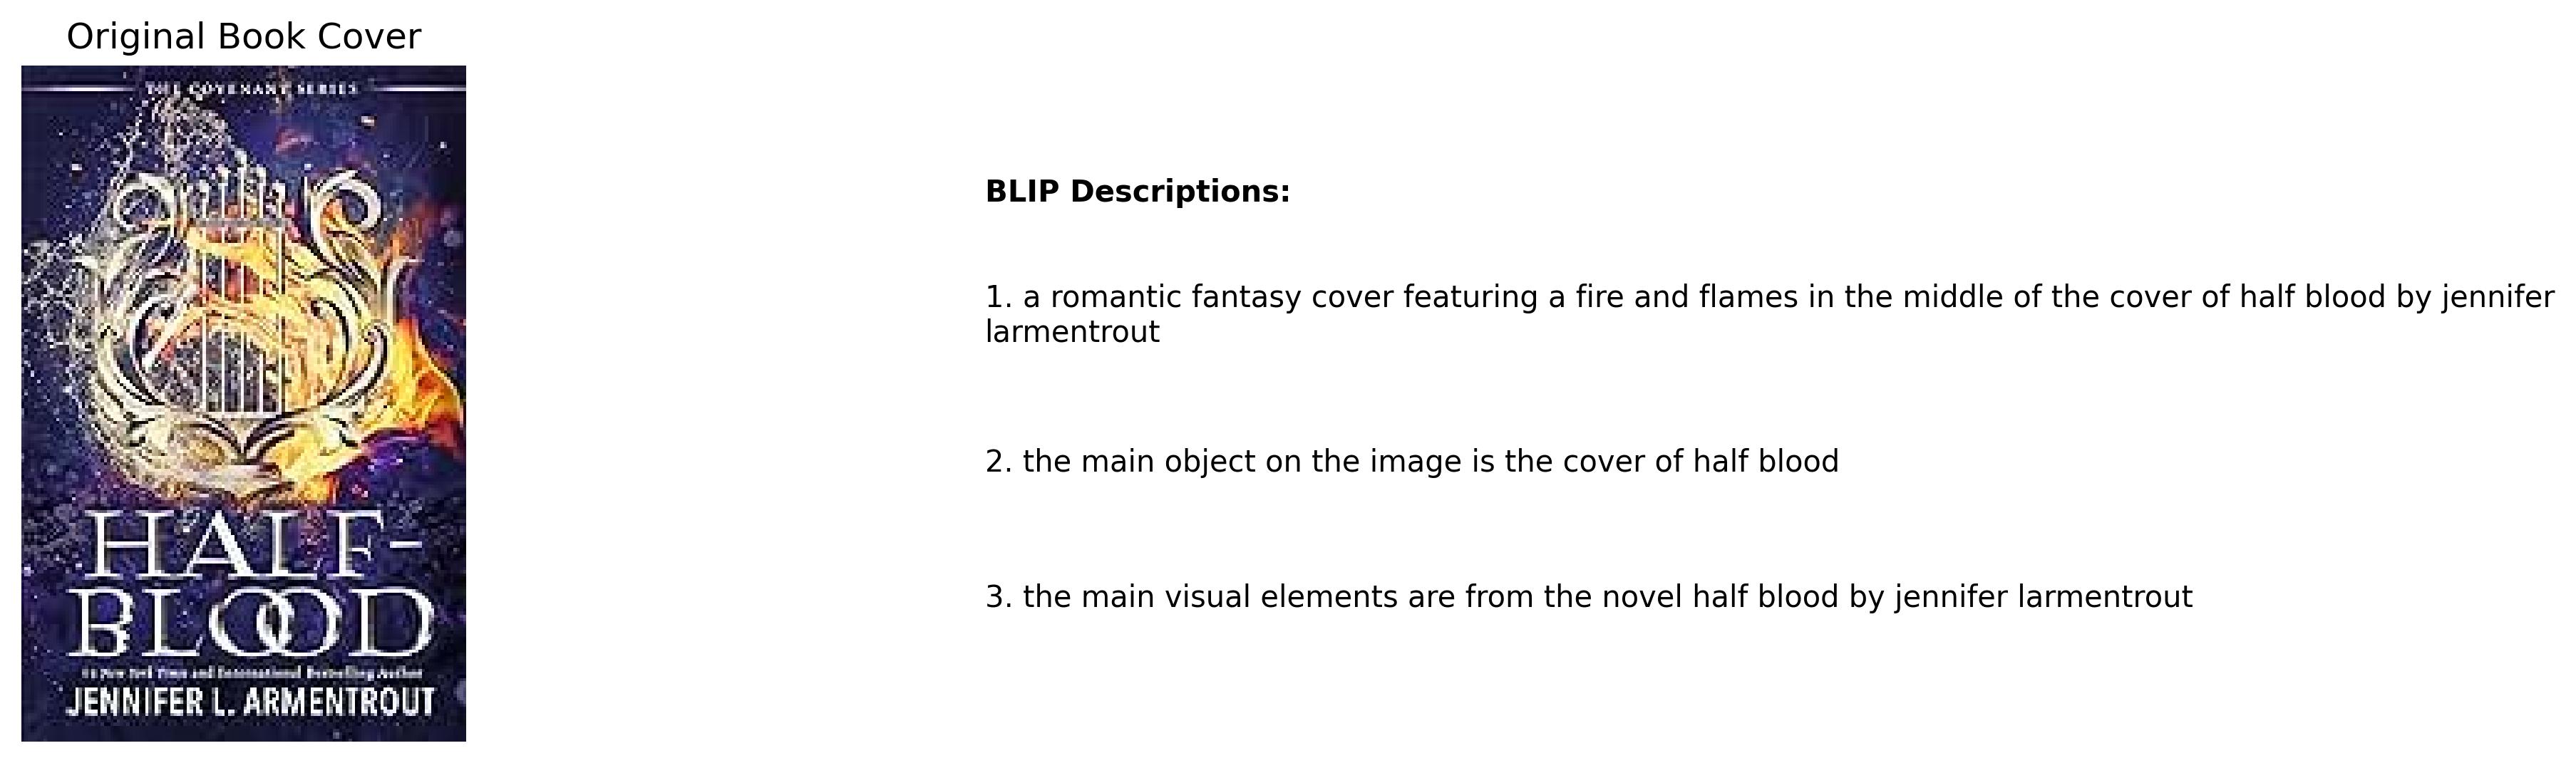 Original Book Cover
THE COVENANT SERIES
HALF-
BLOOD
#1 New York Times and International Bestselling Author
JENNIFER L. ARMENTROUT
BLIP Descriptions:
1. a romantic fantasy cover featuring a fire and flames in the middle of the cover of half blood by jennifer
larmentrout
2. the main object on the image is the cover of half blood
3. the main visual elements are from the novel half blood by jennifer larmentrout